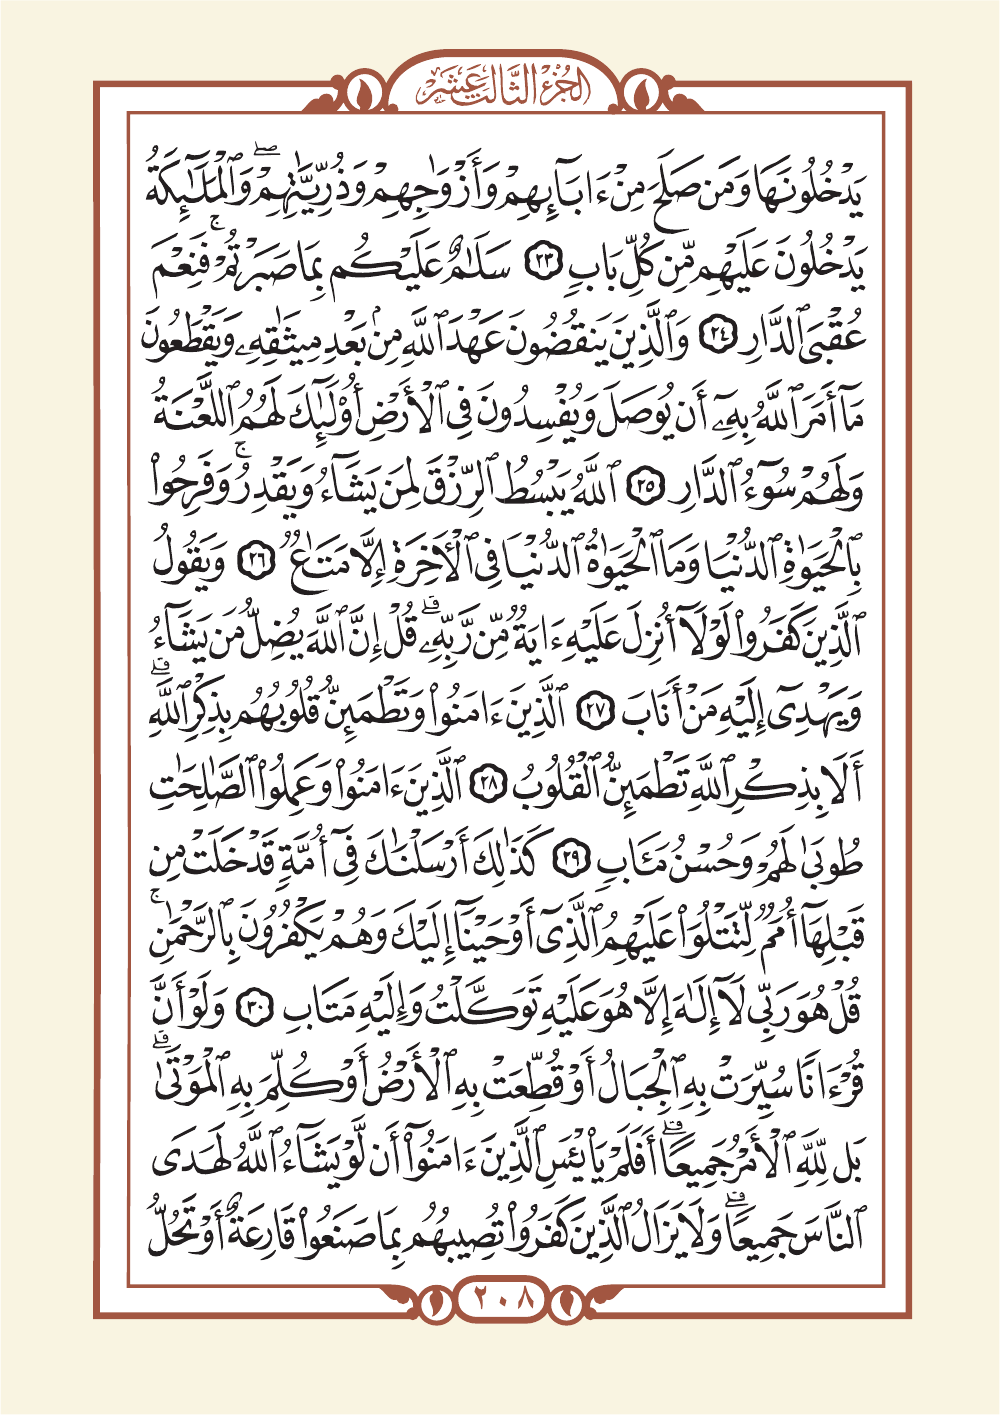 الجزء الثالث عشر
يَدْخُلُونَهَا وَمَن صَلَحَ مِنْ ءَابَآئِهِمْ وَأَزْوَٰجِهِمْ وَذُرِّيَّـٰتِهِمْ ۖ وَٱلْمَلَـٰٓئِكَةُ
يَدْخُلُونَ عَلَيْهِم مِّن كُلِّ بَابٍ ٢٣ سَلَـٰمٌ عَلَيْكُم بِمَا صَبَرْتُمْ ۚ فَنِعْمَ
عُقْبَى ٱلدَّارِ ٢٤ وَٱلَّذِينَ يَنقُضُونَ عَهْدَ ٱللَّهِ مِنۢ بَعْدِ مِيثَـٰقِهِۦ وَيَقْطَعُونَ
مَآ أَمَرَ ٱللَّهُ بِهِۦٓ أَن يُوصَلَ وَيُفْسِدُونَ فِى ٱلْأَرْضِ أُو۟لَـٰٓئِكَ لَهُمُ ٱللَّعْنَةُ
وَلَهُمْ سُوٓءُ ٱلدَّارِ ٢٥ ٱللَّهُ يَبْسُطُ ٱلرِّزْقَ لِمَن يَشَآءُ وَيَقْدِرُ ۚ وَفَرِحُوا۟
بِٱلْحَيَوٰةِ ٱلدُّنْيَا وَمَا ٱلْحَيَوٰةُ ٱلدُّنْيَا فِى ٱلْـَٔاخِرَةِ إِلَّا مَتَـٰعٌ ٢٦ وَيَقُولُ
ٱلَّذِينَ كَفَرُوا۟ لَوْلَآ أُنزِلَ عَلَيْهِ ءَايَةٌ مِّن رَّبِّهِۦ ۗ قُلْ إِنَّ ٱللَّهَ يُضِلُّ مَن يَشَآءُ
وَيَهْدِىٓ إِلَيْهِ مَنْ أَنَابَ ٢٧ ٱلَّذِينَ ءَامَنُوا۟ وَتَطْمَئِنُّ قُلُوبُهُم بِذِكْرِ ٱللَّهِ ۗ
أَلَا بِذِكْرِ ٱللَّهِ تَطْمَئِنُّ ٱلْقُلُوبُ ٢٨ ٱلَّذِينَ ءَامَنُوا۟ وَعَمِلُوا۟ ٱلصَّـٰلِحَـٰتِ
طُوبَىٰ لَهُمْ وَحُسْنُ مَـَٔابٍ ٢٩ كَذَٰلِكَ أَرْسَلْنَـٰكَ فِىٓ أُمَّةٍ قَدْ خَلَتْ مِن
قَبْلِهَآ أُمَمٌ لِّتَتْلُوَا۟ عَلَيْهِمُ ٱلَّذِىٓ أَوْحَيْنَآ إِلَيْكَ وَهُمْ يَكْفُرُونَ بِٱلرَّحْمَـٰنِ ۚ
قُلْ هُوَ رَبِّى لَآ إِلَـٰهَ إِلَّا هُوَ عَلَيْهِ تَوَكَّلْتُ وَإِلَيْهِ مَتَابِ ٣٠ وَلَوْ أَنَّ
قُرْءَانًا سُيِّرَتْ بِهِ ٱلْجِبَالُ أَوْ قُطِّعَتْ بِهِ ٱلْأَرْضُ أَوْ كُلِّمَ بِهِ ٱلْمَوْتَىٰ ۗ
بَل لِّلَّهِ ٱلْأَمْرُ جَمِيعًا ۗ أَفَلَمْ يَا۟يْـَٔسِ ٱلَّذِينَ ءَامَنُوٓا۟ أَن لَّوْ يَشَآءُ ٱللَّهُ لَهَدَى
ٱلنَّاسَ جَمِيعًا ۗ وَلَا يَزَالُ ٱلَّذِينَ كَفَرُوا۟ تُصِيبُهُم بِمَا صَنَعُوا۟ قَارِعَةٌ أَوْ تَحُلُّ
٢٠٨